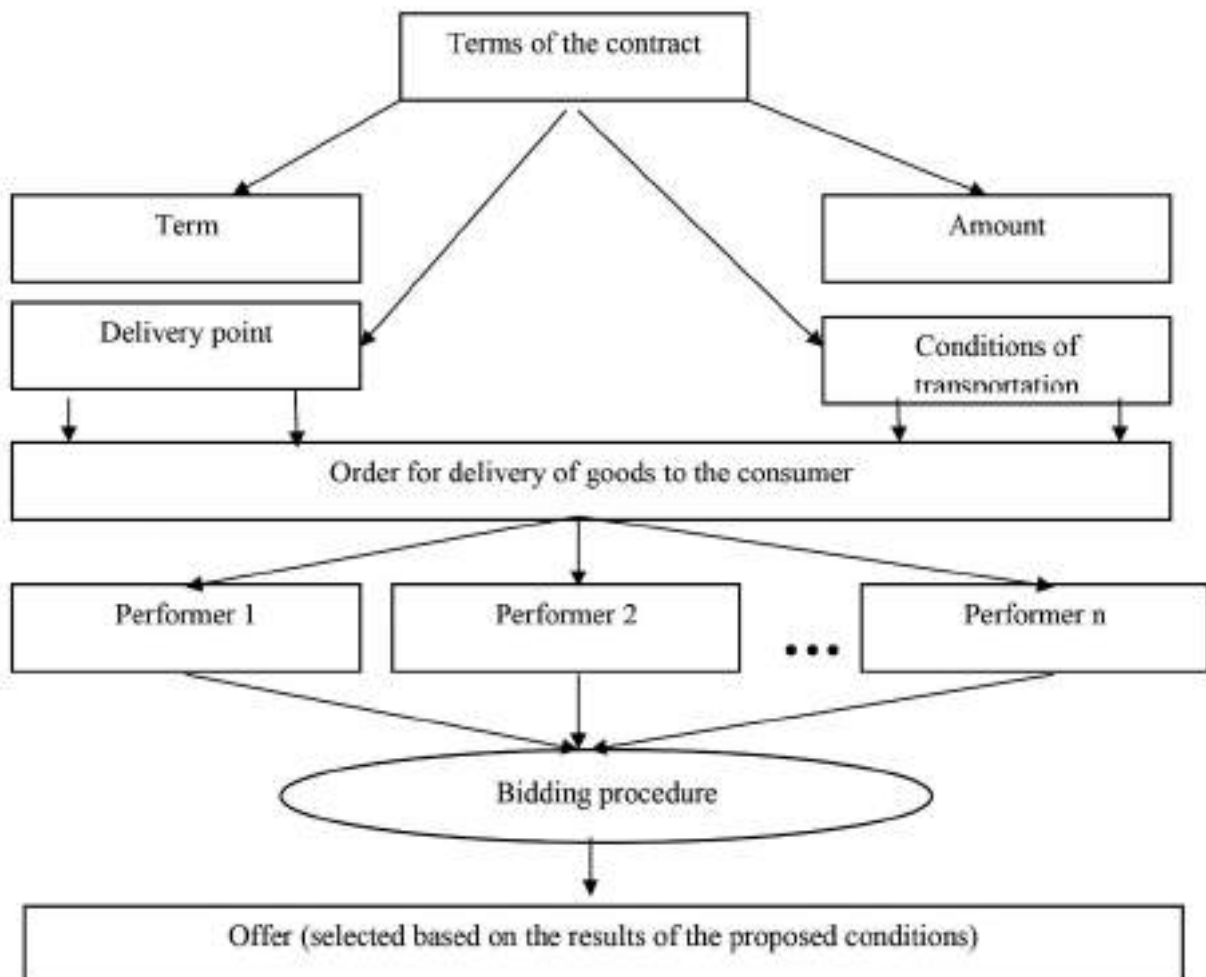 Terms of the contract
Term
Amount
Delivery point
Conditions of
transportation
Order for delivery of goods to the consumer
Performer 1
Performer 2
Performer n
Bidding procedure
Offer (selected based on the results of the proposed conditions)